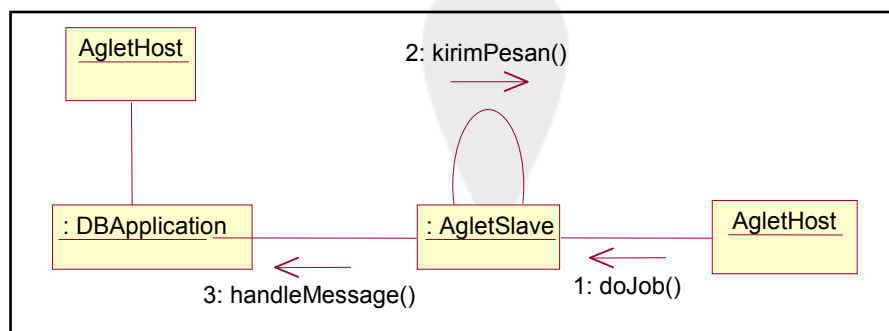 AgletHost
2: kirimPesan()
: DBApplication
: AgletSlave
AgletHost
3: handleMessage()
1: doJob()